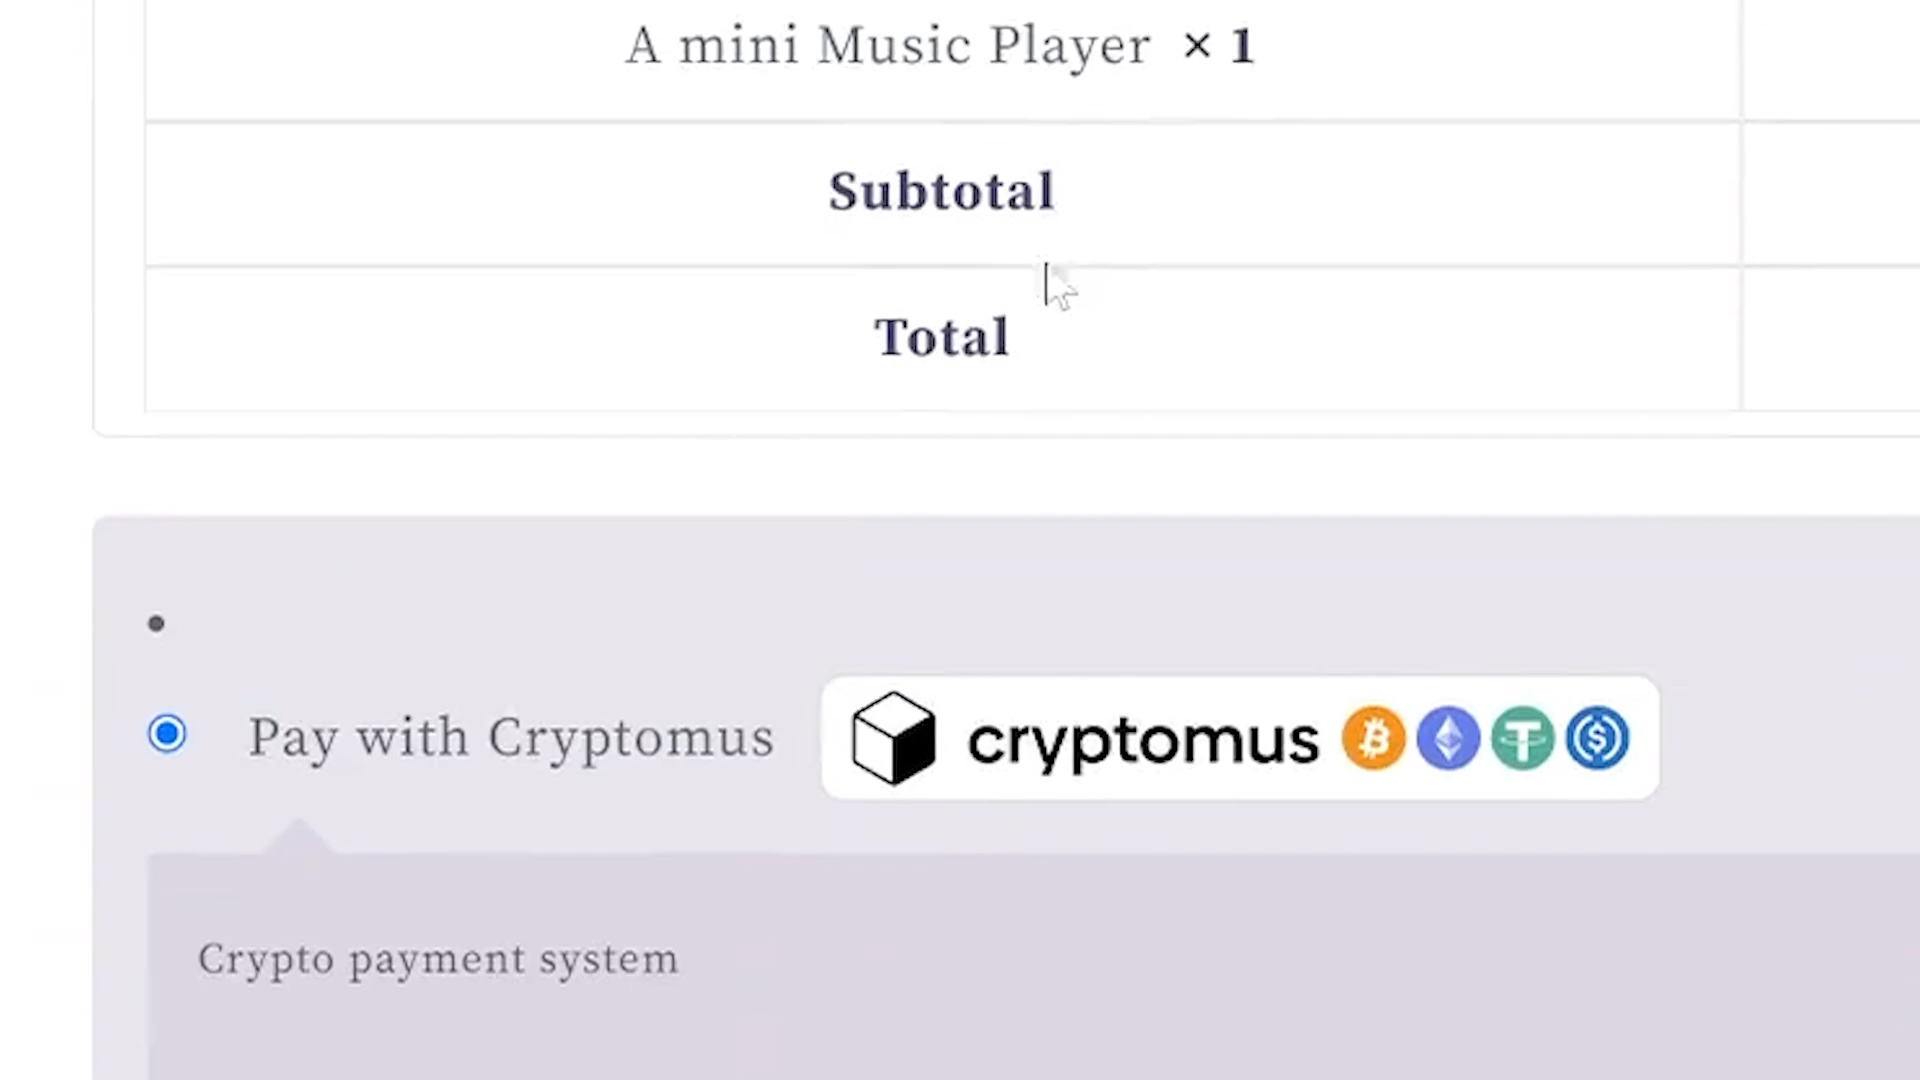 A mini Music Player × 1
Subtotal
Total
Pay with Cryptomus cryptomus
Crypto payment system